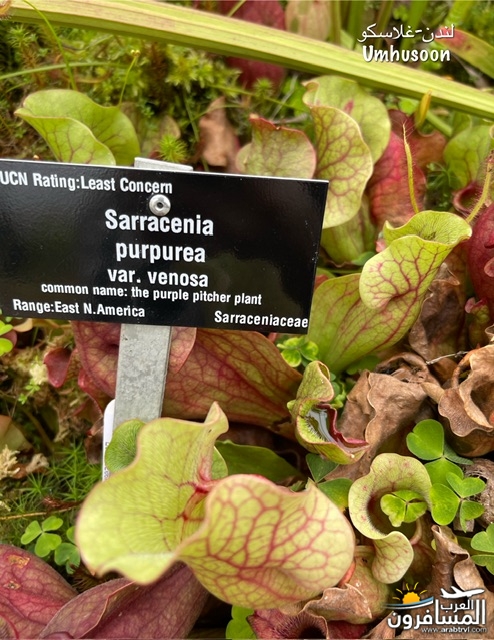 لندن-غلاسكو
Umhusoon
UCN Rating:Least Concern
Sarracenia
purpurea
var. venosa
common name: the purple pitcher plant
Range:East N.America
Sarraceniaceae
العرب
المسافرون
www.arabtrvl.com